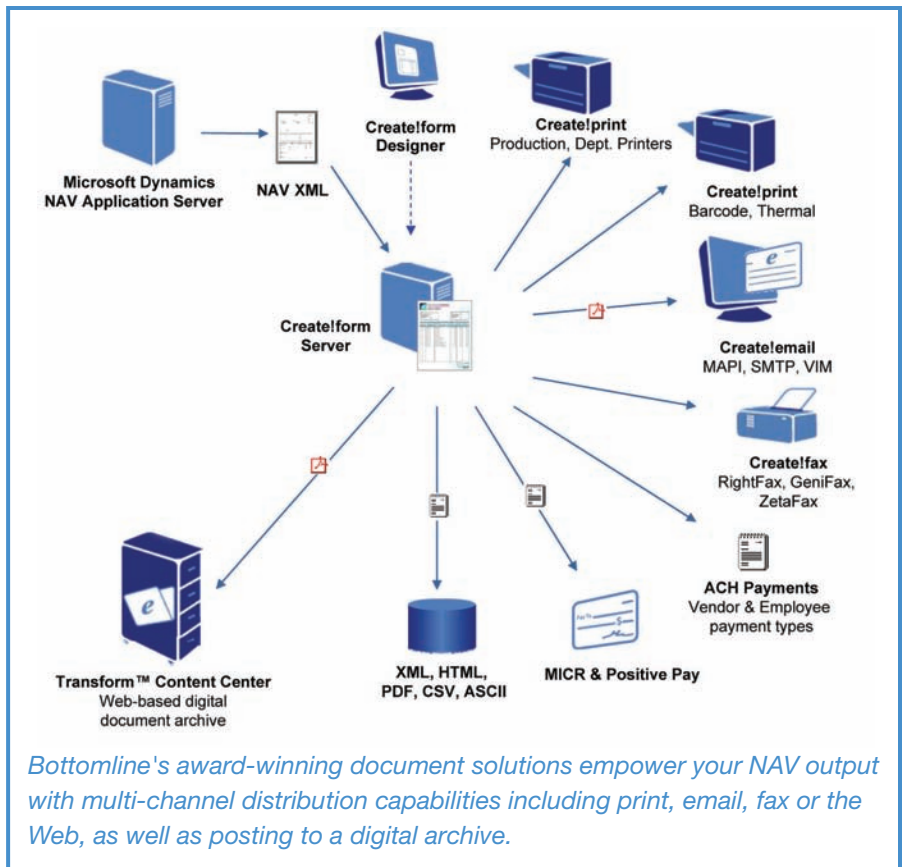 Create!form
Designer
Create!print
Production, Dept. Printers
Microsoft Dynamics
NAV Application Server
NAV XML
Create!print
Barcode, Thermal
Create!form
Server
e
Create!email
MAPI, SMTP, VIM
Create!fax
RightFax, GeniFax,
ZetaFax
e
Transform™ Content Center
Web-based digital
document archive
XML, HTML,
PDF, CSV, ASCII
$
MICR & Positive Pay
ACH Payments
Vendor & Employee
payment types
Bottomline's award-winning document solutions empower your NAV output
with multi-channel distribution capabilities including print, email, fax or the
Web, as well as posting to a digital archive.